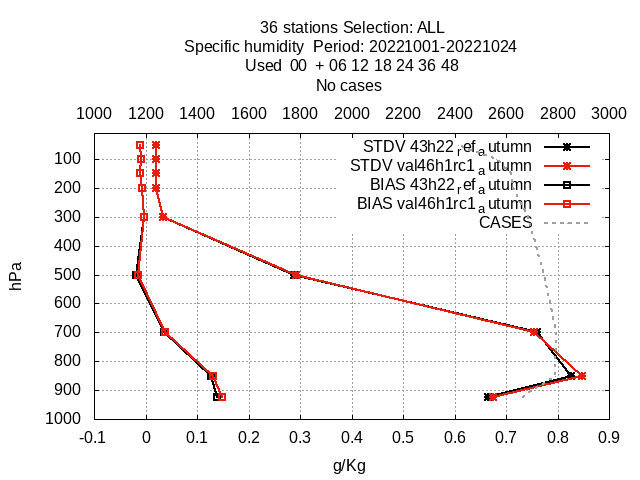 36 stations Selection: ALL
Specific humidity  Period: 20221001-20221024
Used  00  + 06 12 18 24 36 48
No cases
1000 1200 1400 1600 1800 2000 2200 2400 2600 2800 3000
STDV 43h22ref_autumn
STDV val46h1rc1_autumn
BIAS 43h22ref_autumn
BIAS val46h1rc1_autumn
CASES
100
200
300
400
500
600
700
800
900
1000
hPa
-0.1 0 0.1 0.2 0.3 0.4 0.5 0.6 0.7 0.8 0.9
g/Kg